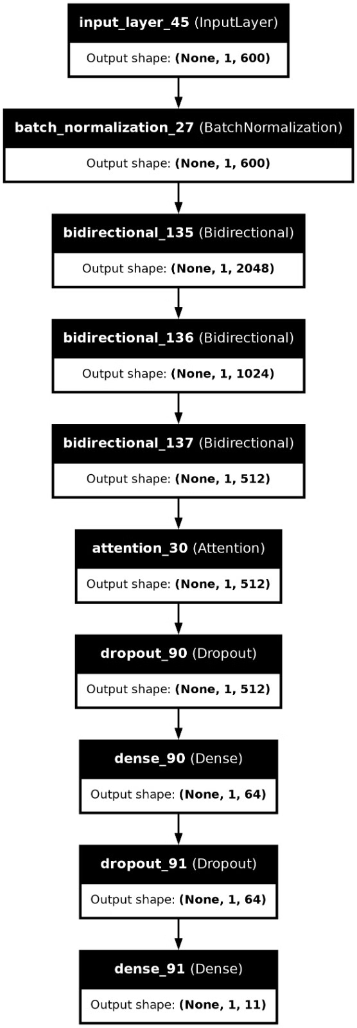 input_layer_45 (InputLayer)
Output shape: (None, 1, 600)
batch_normalization_27 (BatchNormalization)
Output shape: (None, 1, 600)
bidirectional_135 (Bidirectional)
Output shape: (None, 1, 2048)
bidirectional_136 (Bidirectional)
Output shape: (None, 1, 1024)
bidirectional_137 (Bidirectional)
Output shape: (None, 1, 512)
attention_30 (Attention)
Output shape: (None, 1, 512)
dropout_90 (Dropout)
Output shape: (None, 1, 512)
dense_90 (Dense)
Output shape: (None, 1, 64)
dropout_91 (Dropout)
Output shape: (None, 1, 64)
dense_91 (Dense)
Output shape: (None, 1, 11)